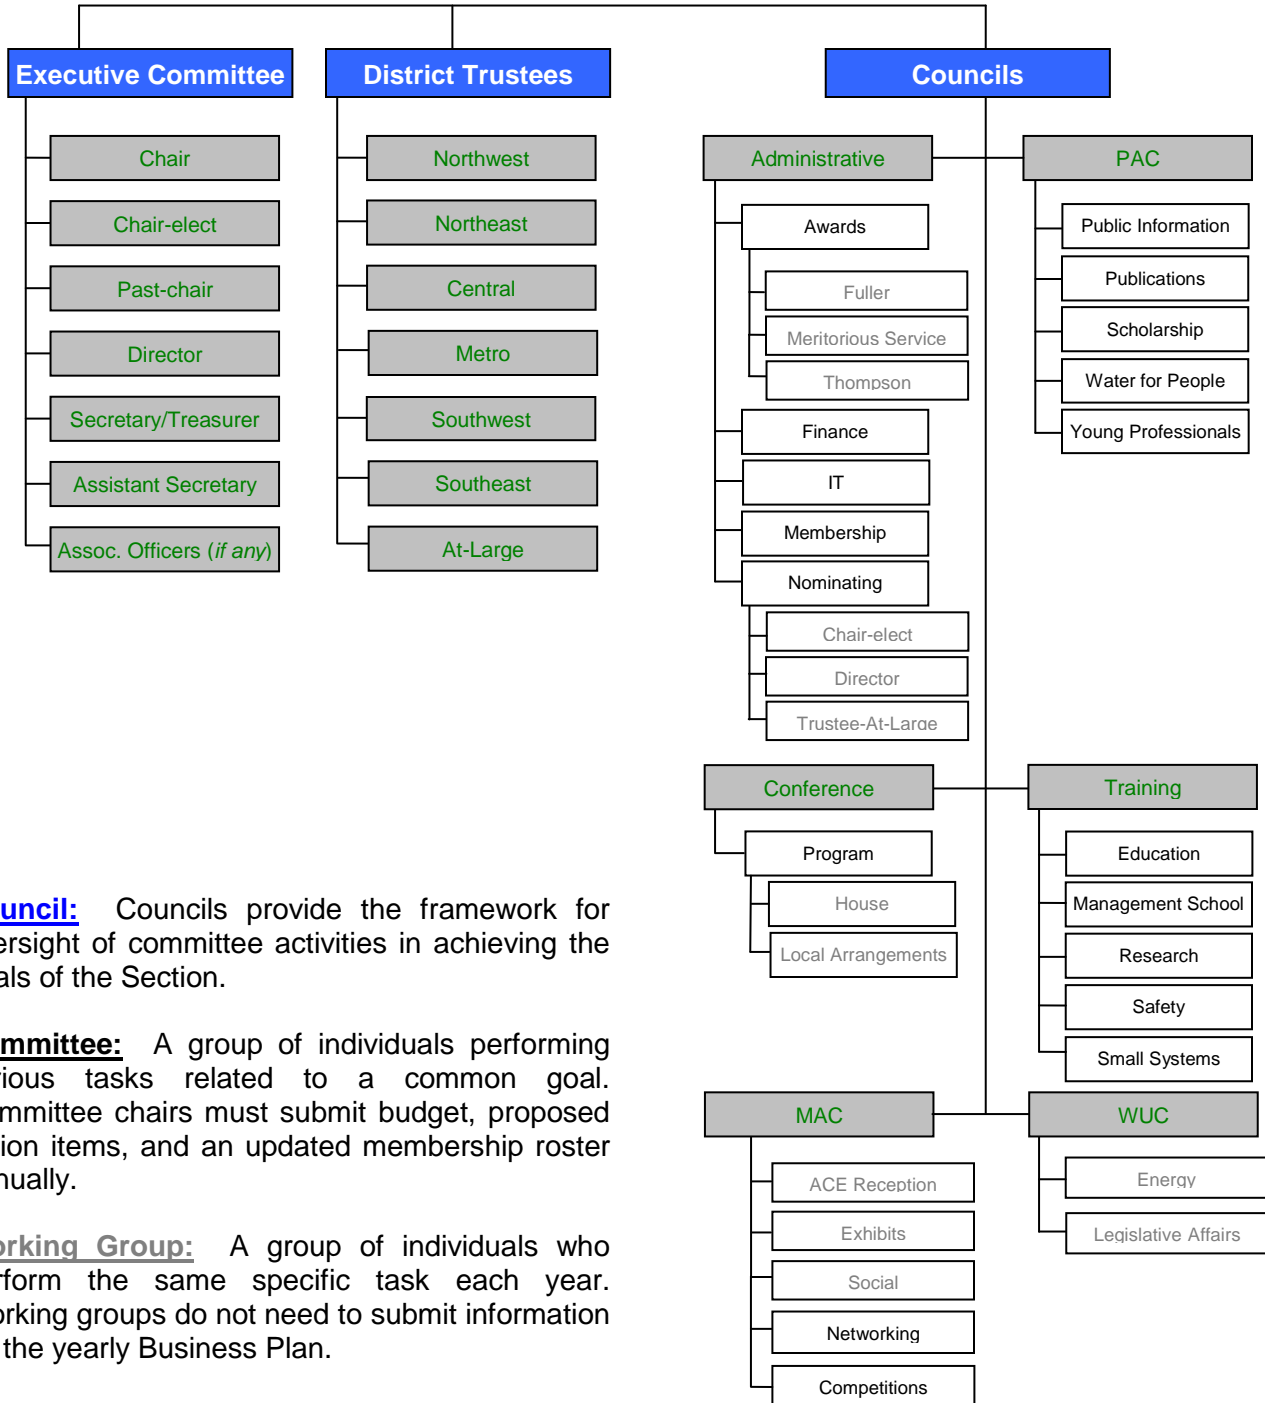 Executive Committee
District Trustees
Councils
Chair
Chair-elect
Past-chair
Director
Secretary/Treasurer
Assistant Secretary
Assoc. Officers (if any)
Northwest
Northeast
Central
Metro
Southwest
Southeast
At-Large
Administrative
Awards
Fuller
Meritorious Service
Thompson
Finance
IT
Membership
Nominating
Chair-elect
Director
Trustee-At-Large
PAC
Public Information
Publications
Scholarship
Water for People
Young Professionals
Conference
Program
House
Local Arrangements
Training
Education
Management School
Research
Safety
Small Systems
MAC
ACE Reception
Exhibits
Social
Networking
Competitions
WUC
Energy
Legislative Affairs
uncil: Councils provide the framework for
ersight of committee activities in achieving the
als of the Section.
mmittee: A group of individuals performing
rious tasks related to a common goal.
mmittee chairs must submit budget, proposed
tion items, and an updated membership roster
nually.
orking Group: A group of individuals who
rform the same specific task each year.
orking groups do not need to submit information
the yearly Business Plan.